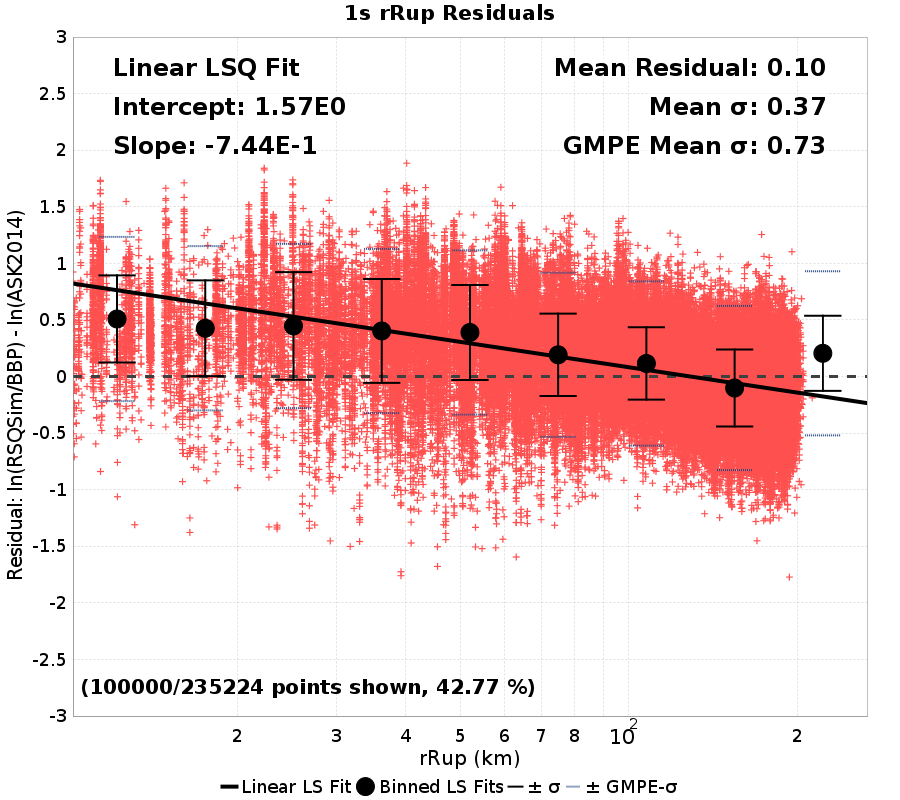 1s rRup Residuals
Linear LSQ Fit
Intercept: 1.57E0
Slope: -7.44E-1
Mean Residual: 0.10
Mean σ: 0.37
GMPE Mean σ: 0.73
3
2.5
2
1.5
1
0.5
0
-0.5
-1
-1.5
-2
-2.5
-3
Residual: ln(RSQSim/BBP) - ln(ASK2014)
(100000/235224 points shown, 42.77 %)
2 3 4 5 6 7 8 10² 2
rRup (km)
Linear LS Fit Binned LS Fits ± σ ± GMPE-σ